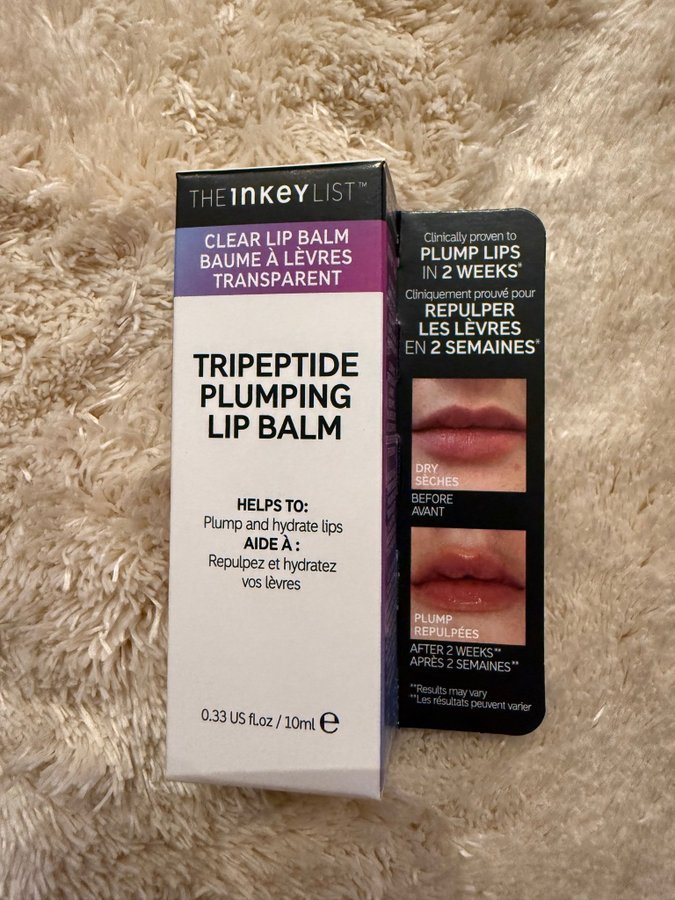 THE INKEY LIST™
CLEAR LIP BALM
BAUME À LÈVRES
TRANSPARENT
TRIPEPTIDE
PLUMPING
LIP BALM
HELPS TO:
Plump and hydrate lips
AIDE À :
Repulpez et hydratez
vos lèvres
0.33 US fl.oz / 10ml e
Clinically proven to
PLUMP LIPS
IN 2 WEEKS*
Cliniquement prouvé pour
REPULPER
LES LÈVRES
EN 2 SEMAINES*
DRY
SÈCHES
BEFORE
AVANT
PLUMP
REPULPÉES
AFTER 2 WEEKS**
APRÈS 2 SEMAINES**
**Results may vary
**Les résultats peuvent varier